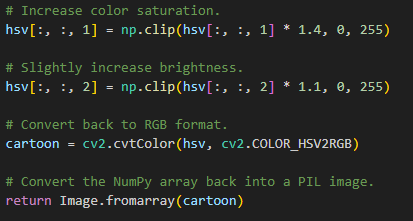 # Increase color saturation.
hsv[:, :, 1] = np.clip(hsv[:, :, 1] * 1.4, 0, 255)
# Slightly increase brightness.
hsv[:, :, 2] = np.clip(hsv[:, :, 2] * 1.1, 0, 255)
# Convert back to RGB format.
cartoon = cv2.cvtColor(hsv, cv2.COLOR_HSV2RGB)
# Convert the NumPy array back into a PIL image.
return Image.fromarray(cartoon)